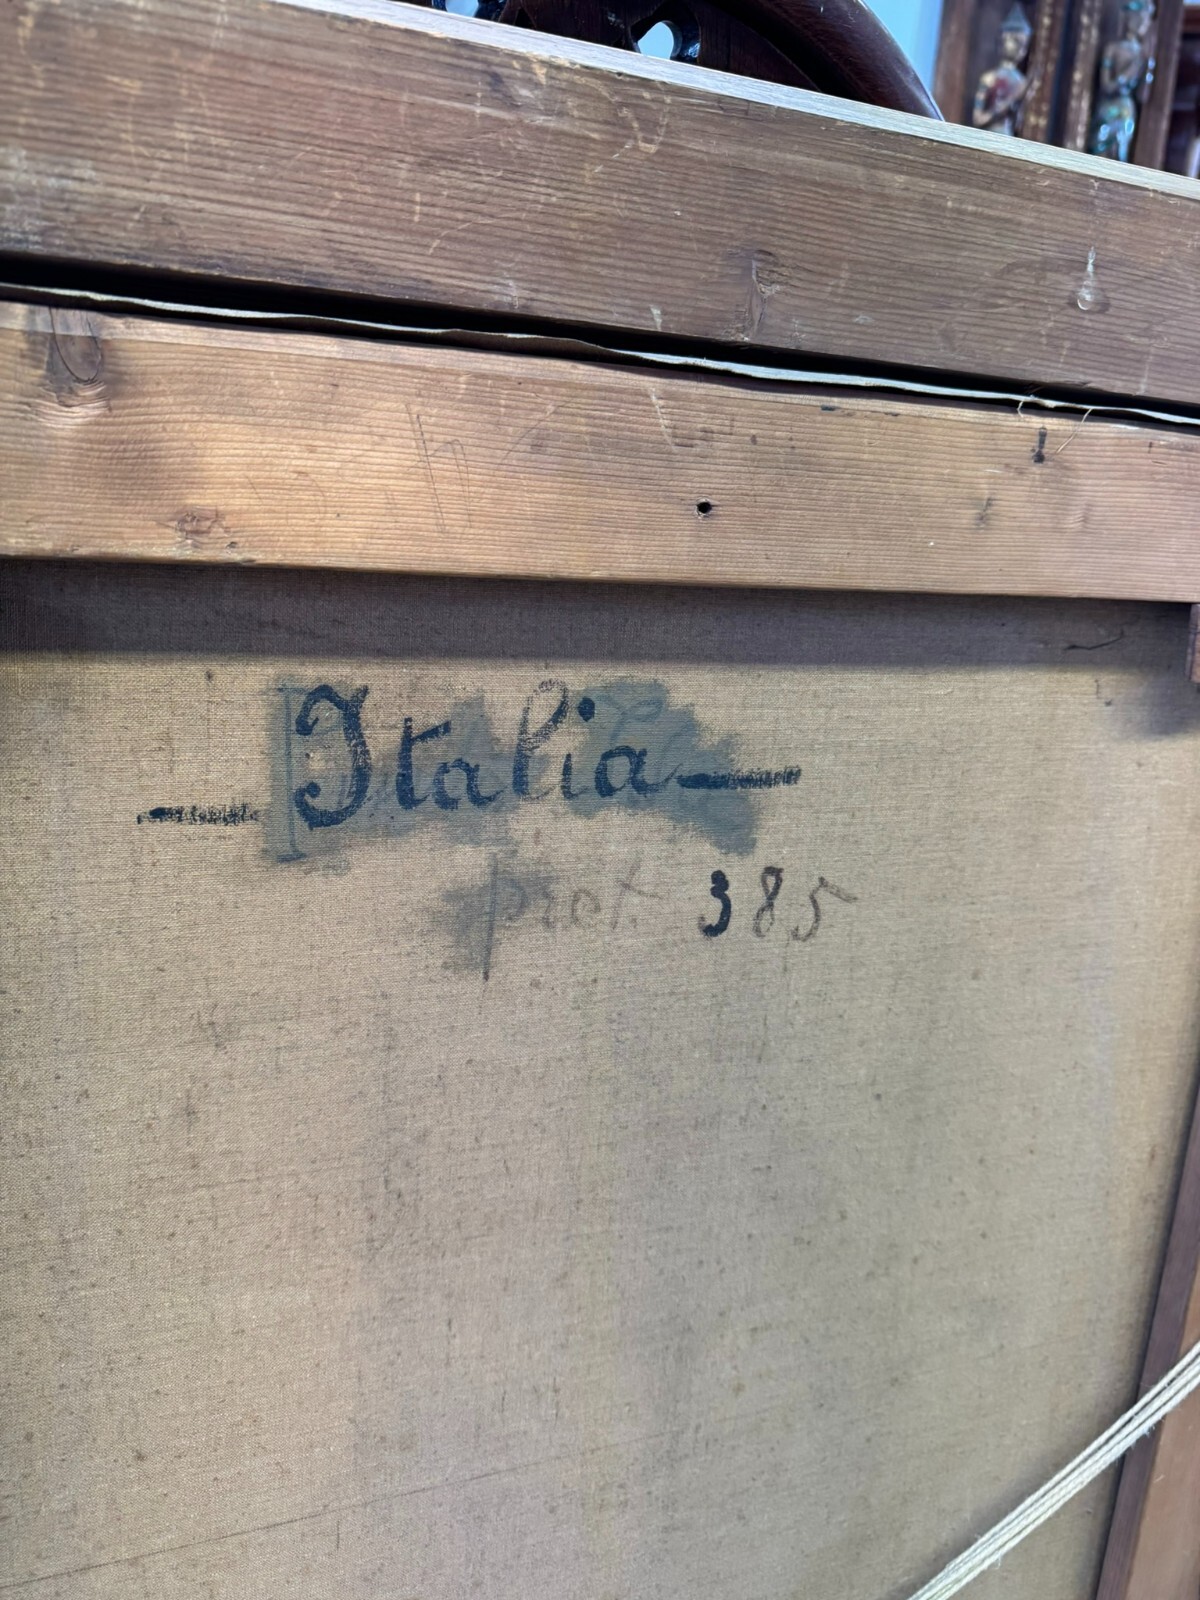 — Italia —
prot. 385